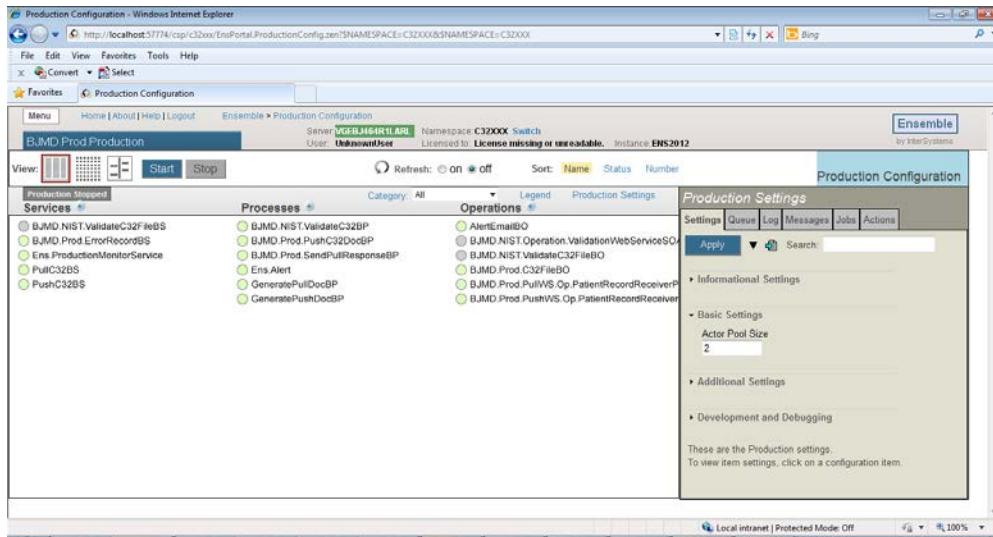 Production Configuration - Windows Internet Explorer
http://localhost:57774/csp/c32xxx/EnsPortal.ProductionConfig.zen?$NAMESPACE=C32XXX&$NAMESPACE=C32XXX
Bing
File Edit View Favorites Tools Help
x Convert Select
Favorites Production Configuration
Menu Home | About | Help | Logout Ensemble > Production Configuration
Server: Namespace: C32XXX Switch
User: UnknownUser Licensed to: License missing or unreadable. Instance: ENS2012
BJMD.Prod.Production
Ensemble
by InterSystems
View: Start Stop Refresh: on off Sort: Name Status Number
Production Configuration
Production Stopped Category: All Legend Production Settings
Services Processes Operations
BJMD.NIST.ValidateC32FileBS
BJMD.Prod.ErrorRecordBS
Ens.ProductionMonitorService
PullC32BS
PushC32BS
BJMD.NIST.ValidateC32BP
BJMD.Prod.PushC32DocBP
BJMD.Prod.SendPullResponseBP
Ens.Alert
GeneratePullDocBP
GeneratePushDocBP
AlertEmailBO
BJMD.NIST.Operation.ValidationWebServiceSOA
BJMD.NIST.ValidateC32FileBO
BJMD.Prod.C32FileBO
BJMD.Prod.PullWS.Op.PatientRecordReceiverP
BJMD.Prod.PushWS.Op.PatientRecordReceiver
Production Settings
Settings Queue Log Messages Jobs Actions
Apply Search:
Informational Settings
Basic Settings
Actor Pool Size
2
Additional Settings
Development and Debugging
These are the Production settings.
To view item settings, click on a configuration item.
Local intranet | Protected Mode: Off 100%